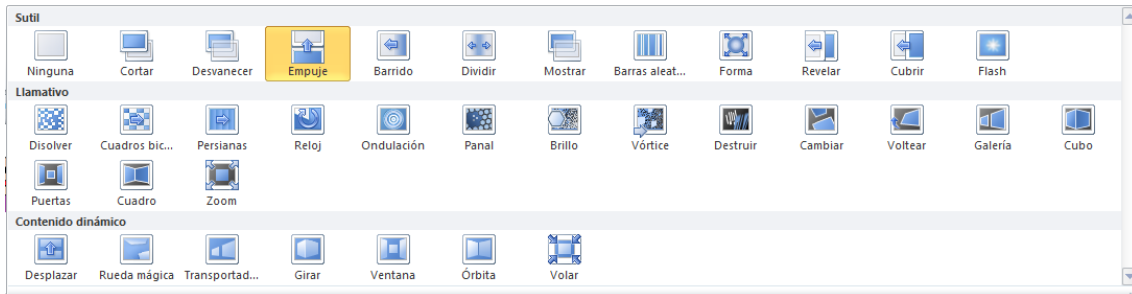 Sutil
Ninguna Cortar Desvanecer Empuje Barrido Dividir Mostrar Barras aleat... Forma Revelar Cubrir Flash
Llamativo
Disolver Cuadros bic... Persianas Reloj Ondulación Panal Brillo Vórtice Destruir Cambiar Voltear Galería Cubo
Puertas Cuadro Zoom
Contenido dinámico
Desplazar Rueda mágica Transportad... Girar Ventana Órbita Volar